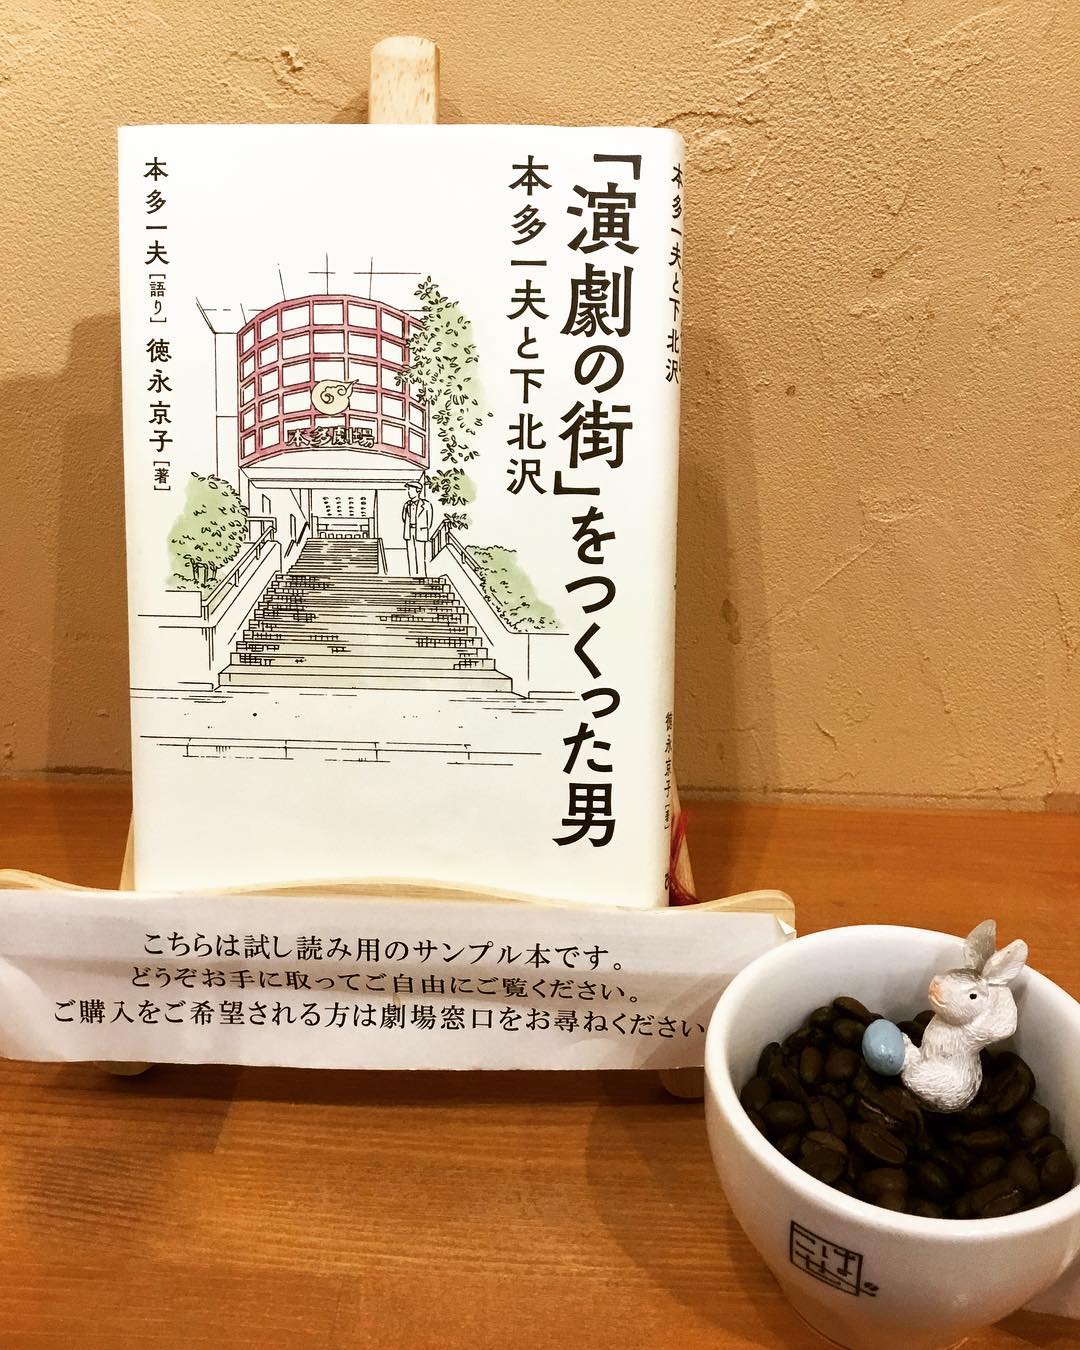 「演劇の街」をつくった男
本多一夫と下北沢
本多一夫[語り] 徳永京子[著]
本多劇場
本多一夫と下北沢
徳永京子[著]
こちらは試し読み用のサンプル本です。
どうぞお手に取ってご自由にご覧ください。
ご購入をご希望される方は劇場窓口をお尋ねください